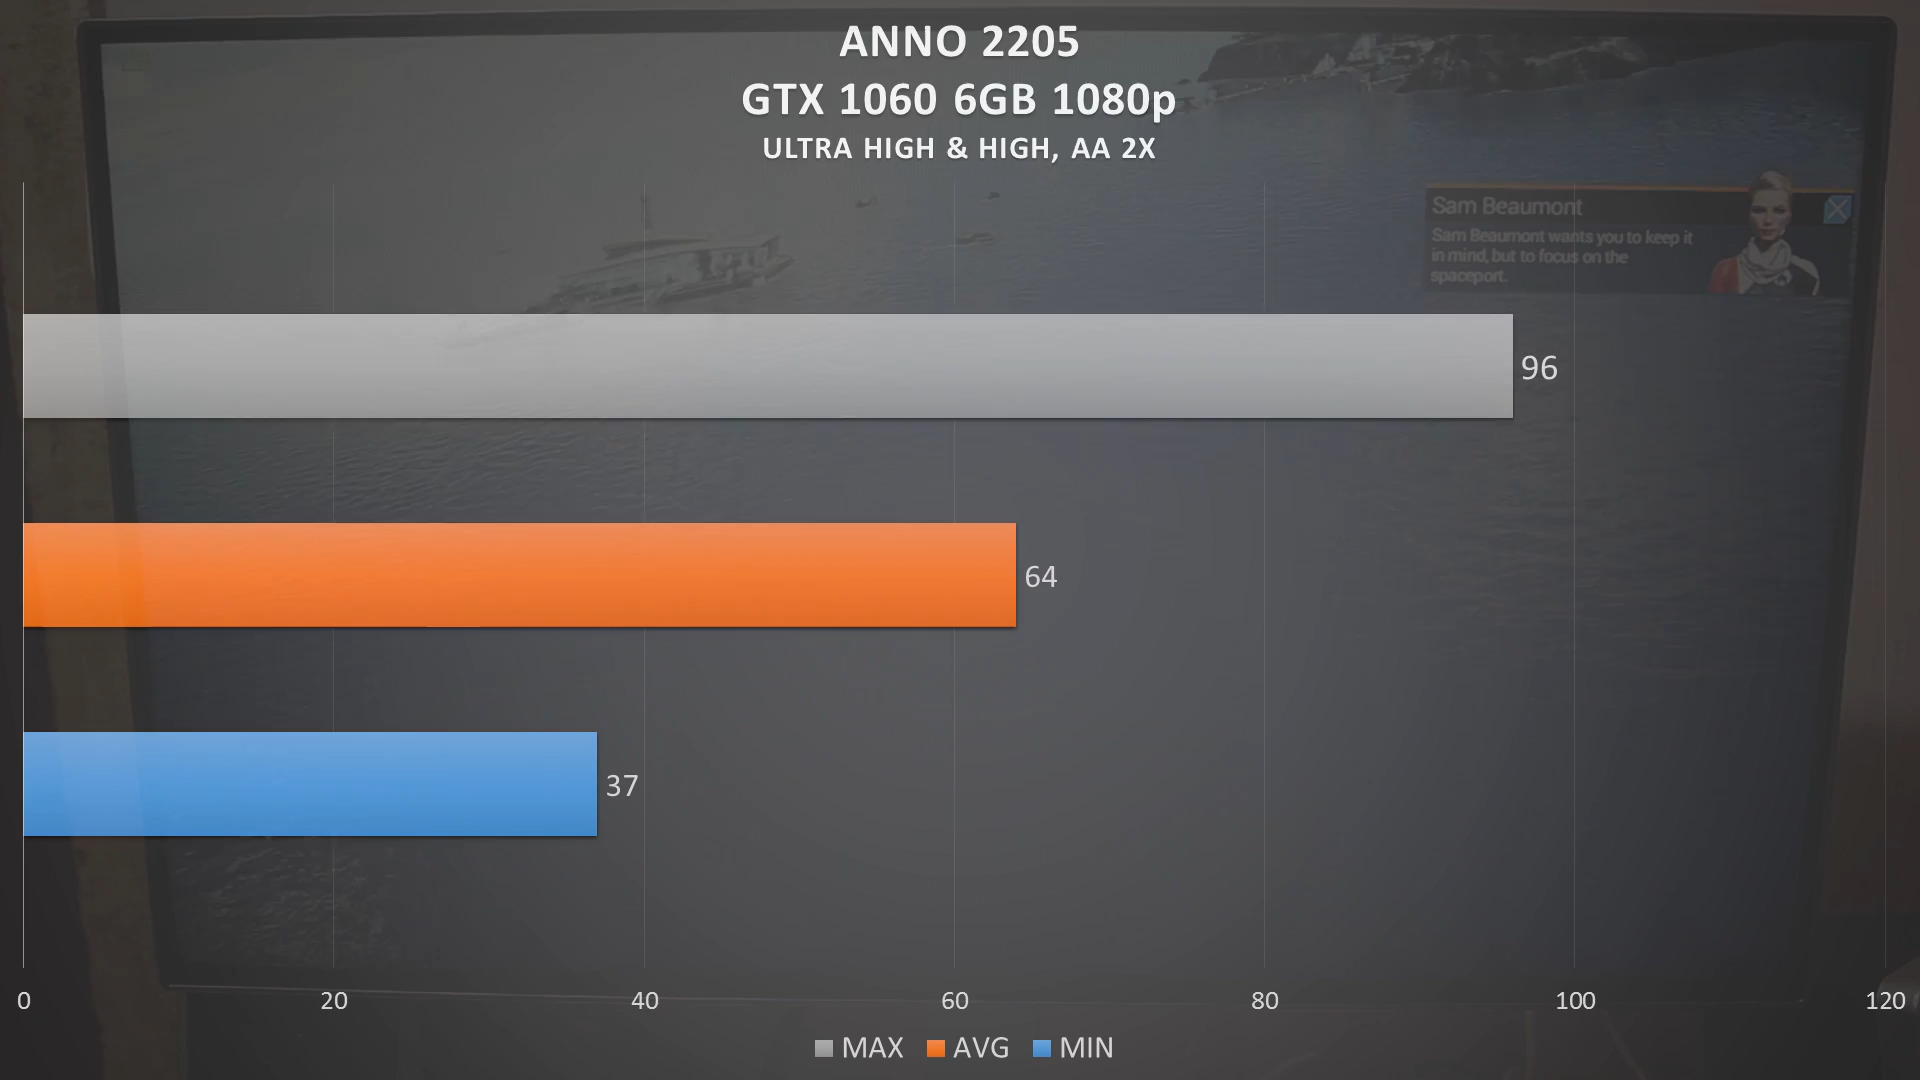 ANNO 2205
GTX 1060 6GB 1080p
ULTRA HIGH & HIGH, AA 2X
Sam Beaumont
Sam Beaumont wants you to keep it
in mind, but to focus on the
spaceport.
96
64
37
0 20 40 60 80 100 120
MAX AVG MIN